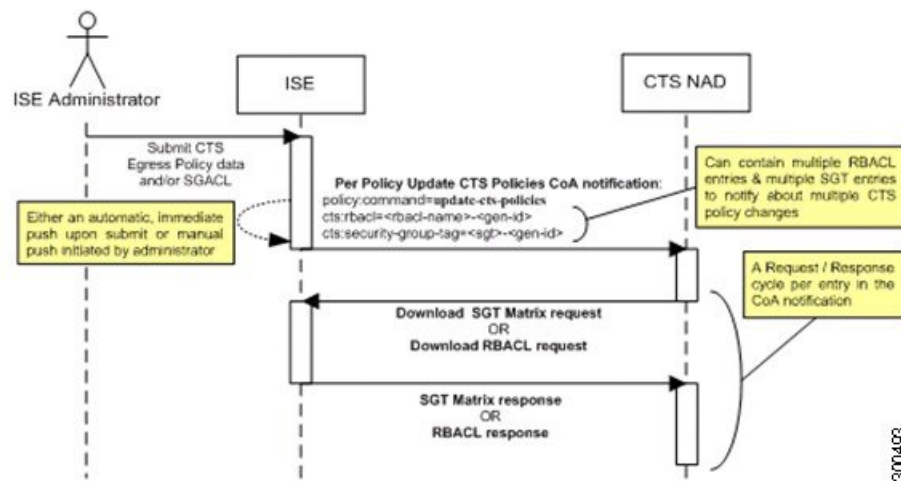 ISE Administrator
ISE
CTS NAD
Submit CTS
Egress Policy data
and/or SGACL
Either an automatic, immediate
push upon submit or manual
push initiated by administrator
Per Policy Update CTS Policies CoA notification:
policy:command=update-cts-policies
cts:rbacl=<rbacl-name>-<gen-id>
cts:security-group-tag=<sgt>-<gen-id>
Can contain multiple RBACL
entries & multiple SGT entries
to notify about multiple CTS
policy changes
A Request / Response
cycle per entry in the
CoA notification
Download SGT Matrix request
OR
Download RBACL request
SGT Matrix response
OR
RBACL response
300493